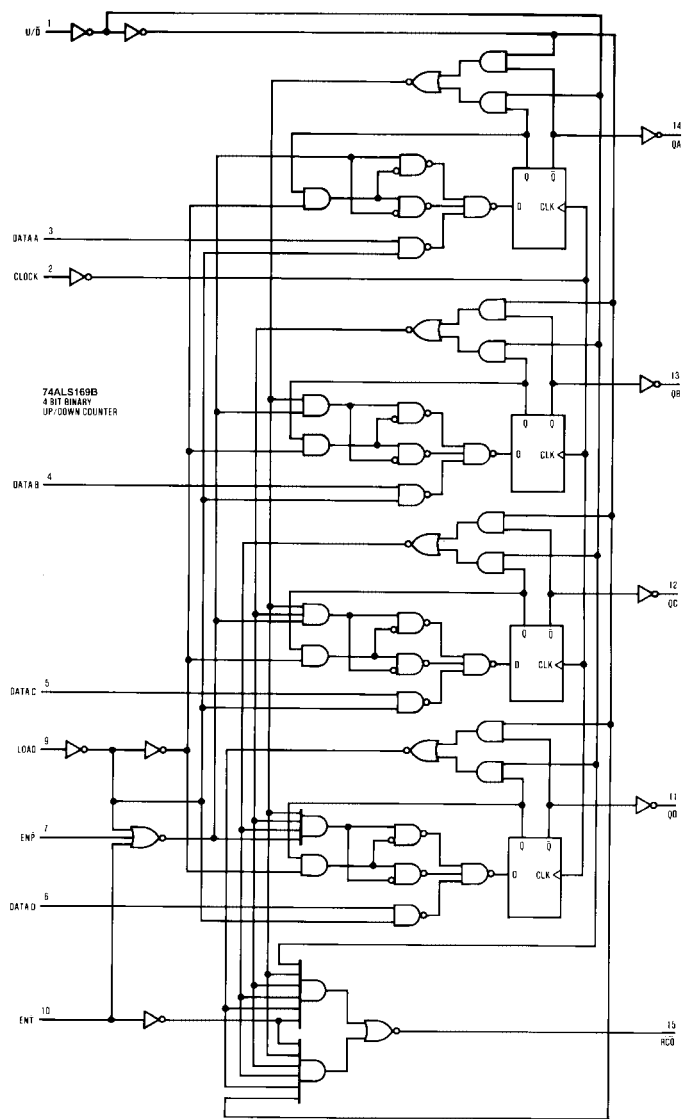 U/D̄ 1
14
QA
Q Q̄
D CLK
3
DATA A
2
CLOCK
13
QB
74ALS169B
4 BIT BINARY
UP/DOWN COUNTER
Q Q̄
D CLK
4
DATA B
12
QC
Q Q̄
D CLK
5
DATA C
9
LOAD
11
QD
7
ENP̄
Q Q̄
D CLK
6
DATA D
10
ENT
15
RCŌ